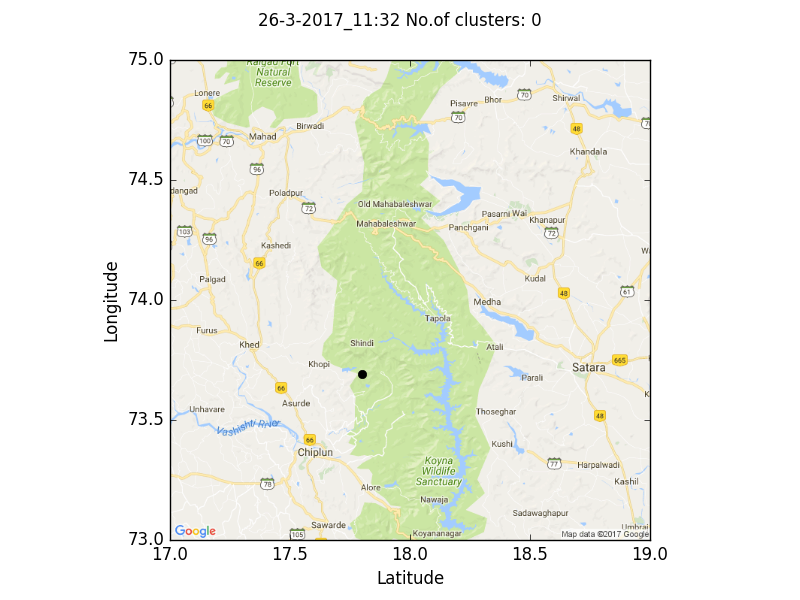 26-3-2017_11:32 No.of clusters: 0
75.0
74.5
74.0
73.5
73.0
Longitude
17.0
17.5
18.0
18.5
19.0
Latitude
Raigad Fort
Natural
Reserve
Lonere
66
Birwadi
Mahad
100
70
96
Poladpur
72
dangad
103
96
Kashedi
66
Palgad
Furus
Khed
Khopi
66
Unhavare
Asurde
Vashishti River
66
Chiplun
78
Alore
Sawarde
105
Pisavre
Bhor
70
70
Shirwal
48
Khandala
Old Mahabaleshwar
Mahabaleshwar
Pasarni
Wai
Khanapur
Panchgani
72
Kudal
48
61
Medha
Tapola
Shindi
Atali
Satara
665
Parali
Thoseghar
48
Kushi
77
Harpalwadi
Kashil
Koyna
Wildlife
Sanctuary
Nawaja
Sadawaghapur
Umbraj
Koyananagar
Google
Map data ©2017 Google